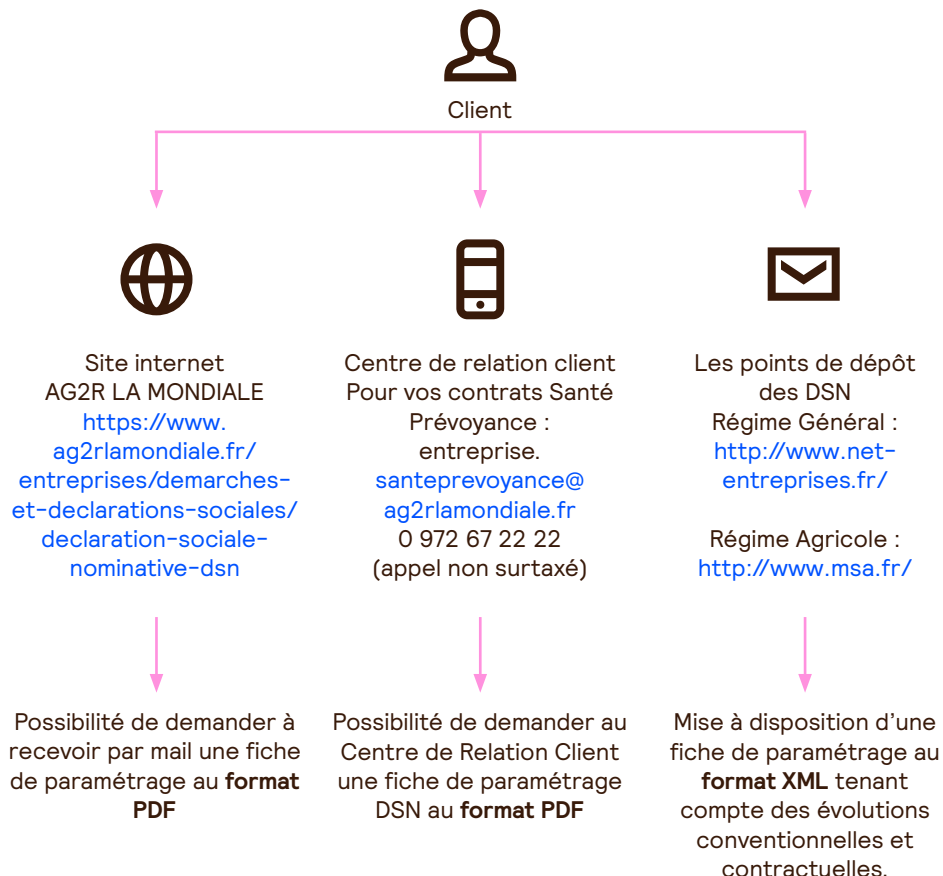 Client
Site internet
AG2R LA MONDIALE
https://www.
ag2rlamondiale.fr/
entreprises/demarches-
et-declarations-sociales/
declaration-sociale-
nominative-dsn
Possibilité de demander à
recevoir par mail une fiche
de paramétrage au format
PDF
Centre de relation client
Pour vos contrats Santé
Prévoyance :
entreprise.
santeprevoyance@
ag2rlamondiale.fr
0 972 67 22 22
(appel non surtaxé)
Possibilité de demander au
Centre de Relation Client
une fiche de paramétrage
DSN au format PDF
Les points de dépôt
des DSN
Régime Général :
http://www.net-
entreprises.fr/
Régime Agricole :
http://www.msa.fr/
Mise à disposition d’une
fiche de paramétrage au
format XML tenant
compte des évolutions
conventionnelles et
contractuelles.